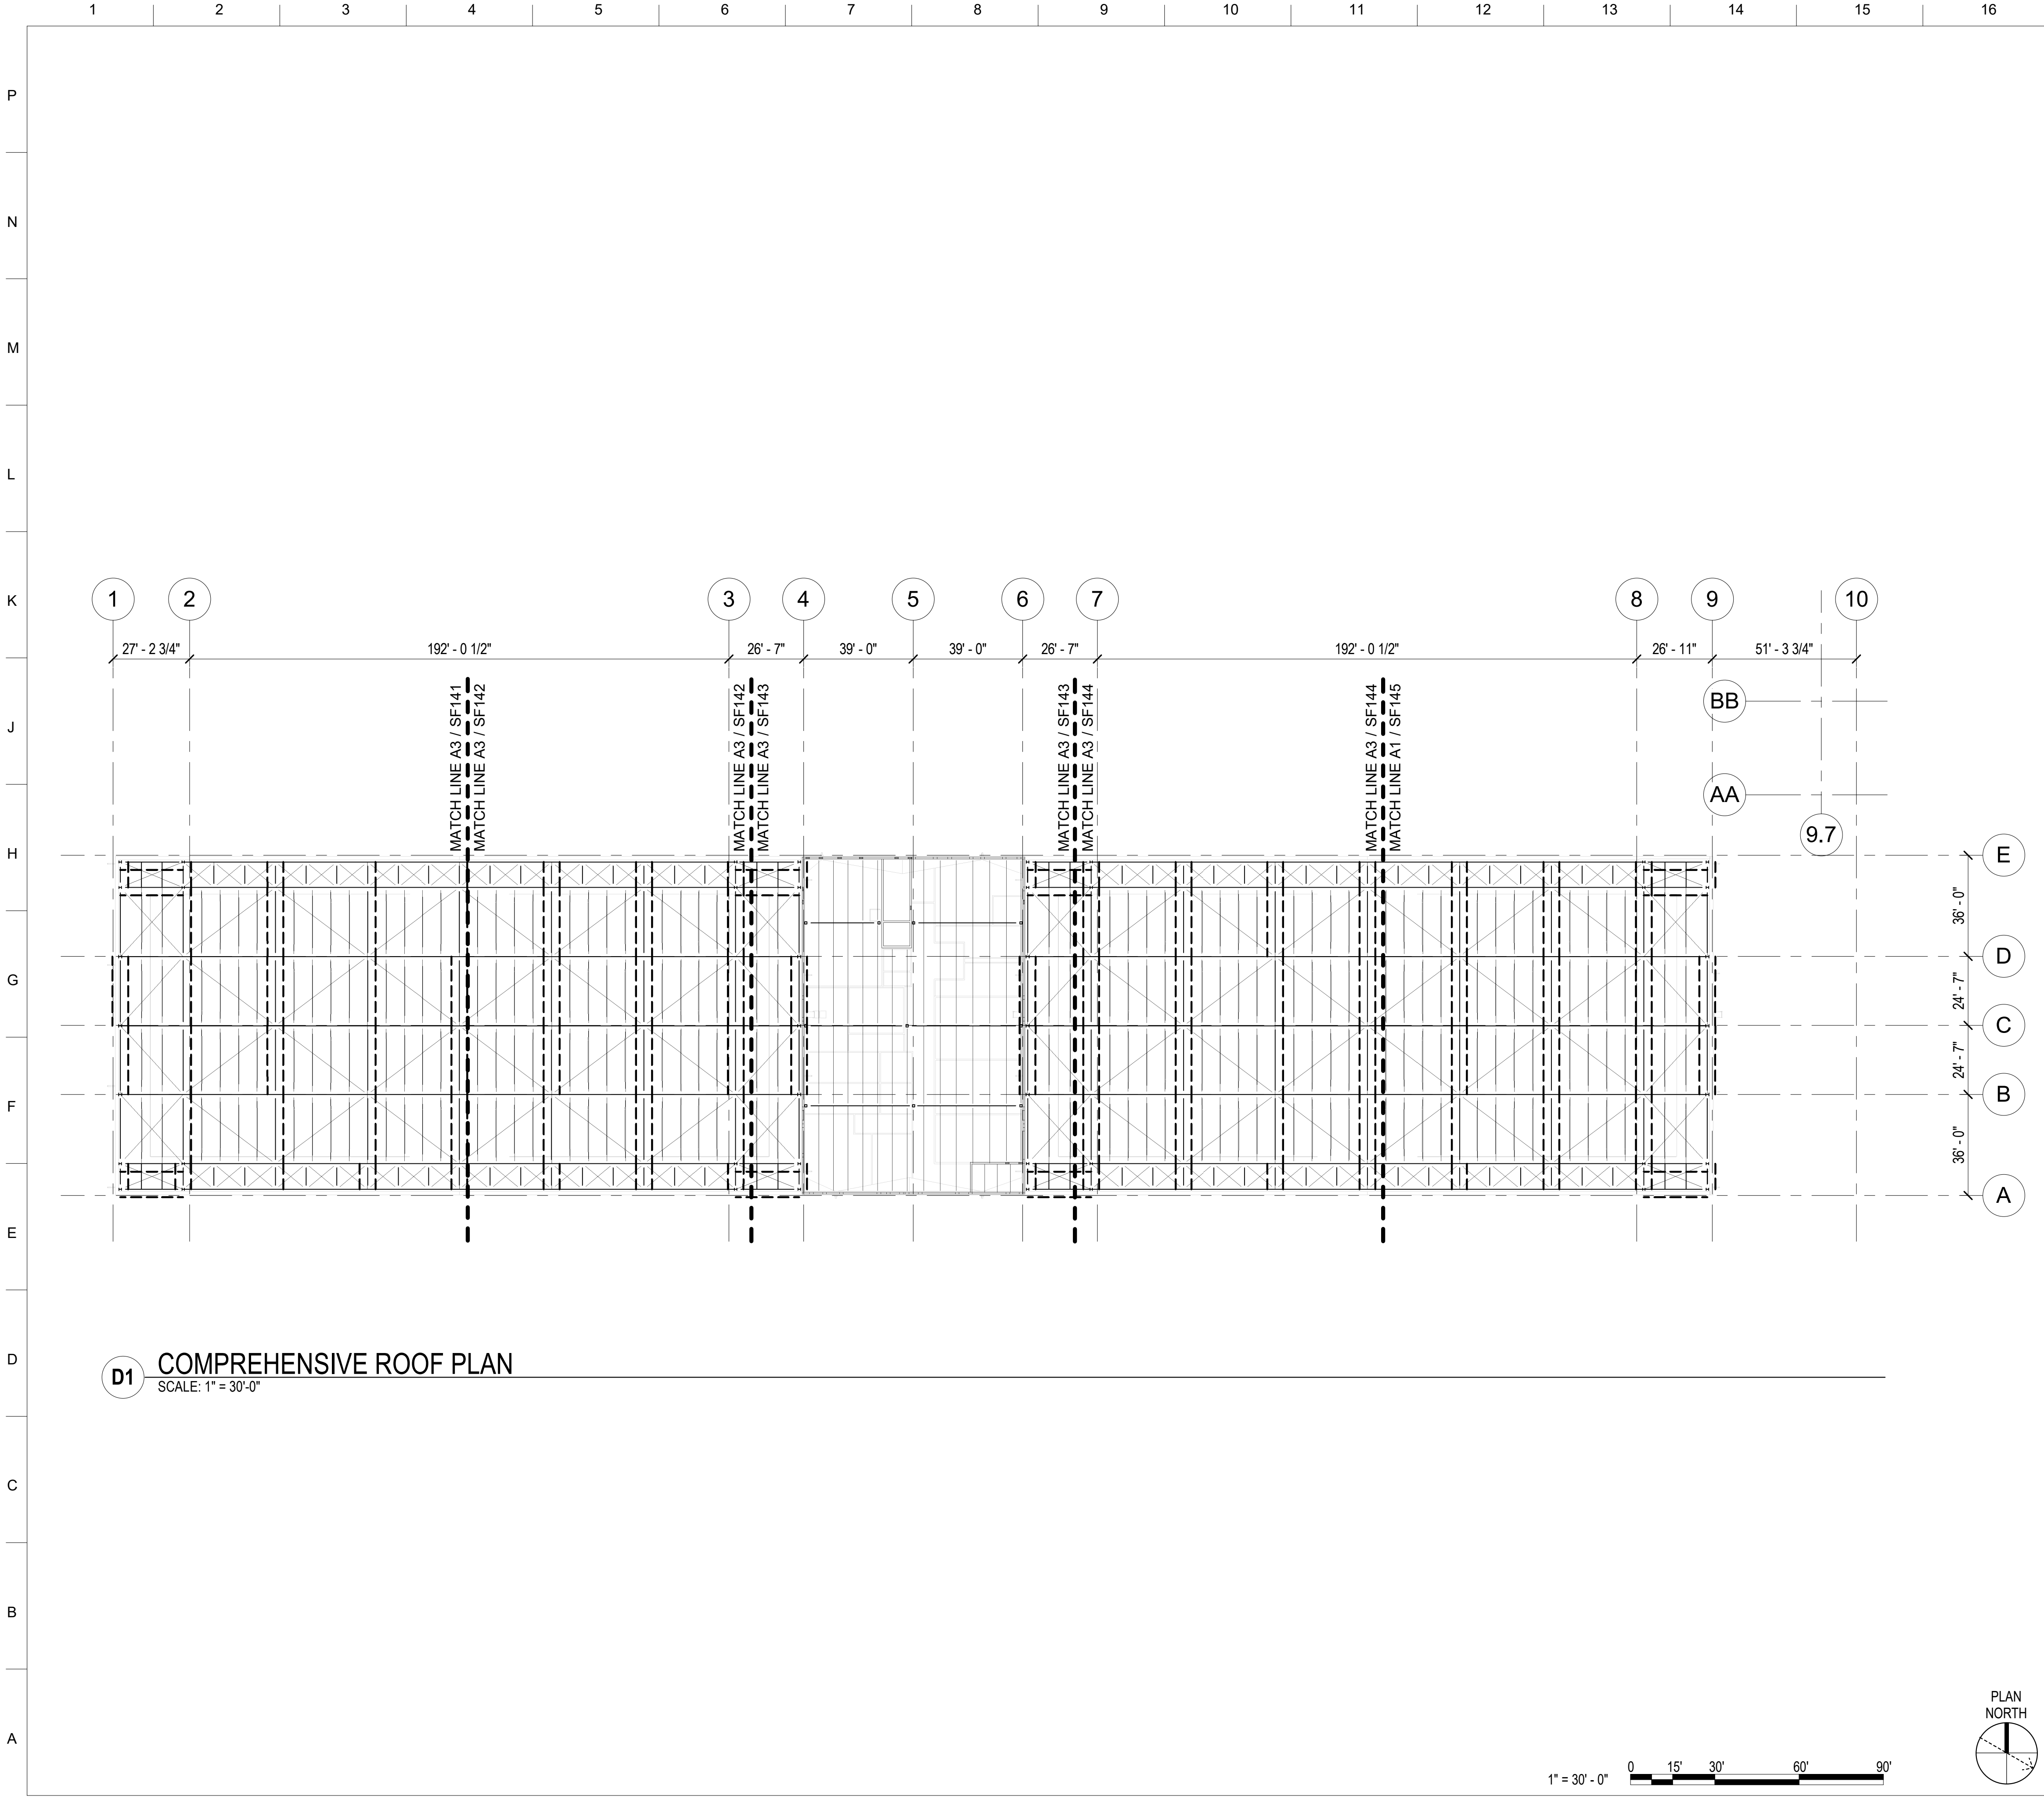 1 2 3 4 5 6 7 8 9 10 11 12 13 14 15 16
P
N
M
L
K
J
H
G
F
E
D
C
B
A
1 2 3 4 5 6 7 8 9 10
27' - 2 3/4" 192' - 0 1/2" 26' - 7" 39' - 0" 39' - 0" 26' - 7" 192' - 0 1/2" 26' - 11" 51' - 3 3/4"
MATCH LINE A3 / SF141
MATCH LINE A3 / SF142
MATCH LINE A3 / SF142
MATCH LINE A3 / SF143
MATCH LINE A3 / SF143
MATCH LINE A3 / SF144
MATCH LINE A3 / SF144
MATCH LINE A1 / SF145
BB
AA
9.7
E
36' - 0"
D
24' - 7"
C
24' - 7"
B
36' - 0"
A
D1
COMPREHENSIVE ROOF PLAN
SCALE: 1" = 30'-0"
PLAN
NORTH
1" = 30' - 0"
0 15' 30' 60' 90'